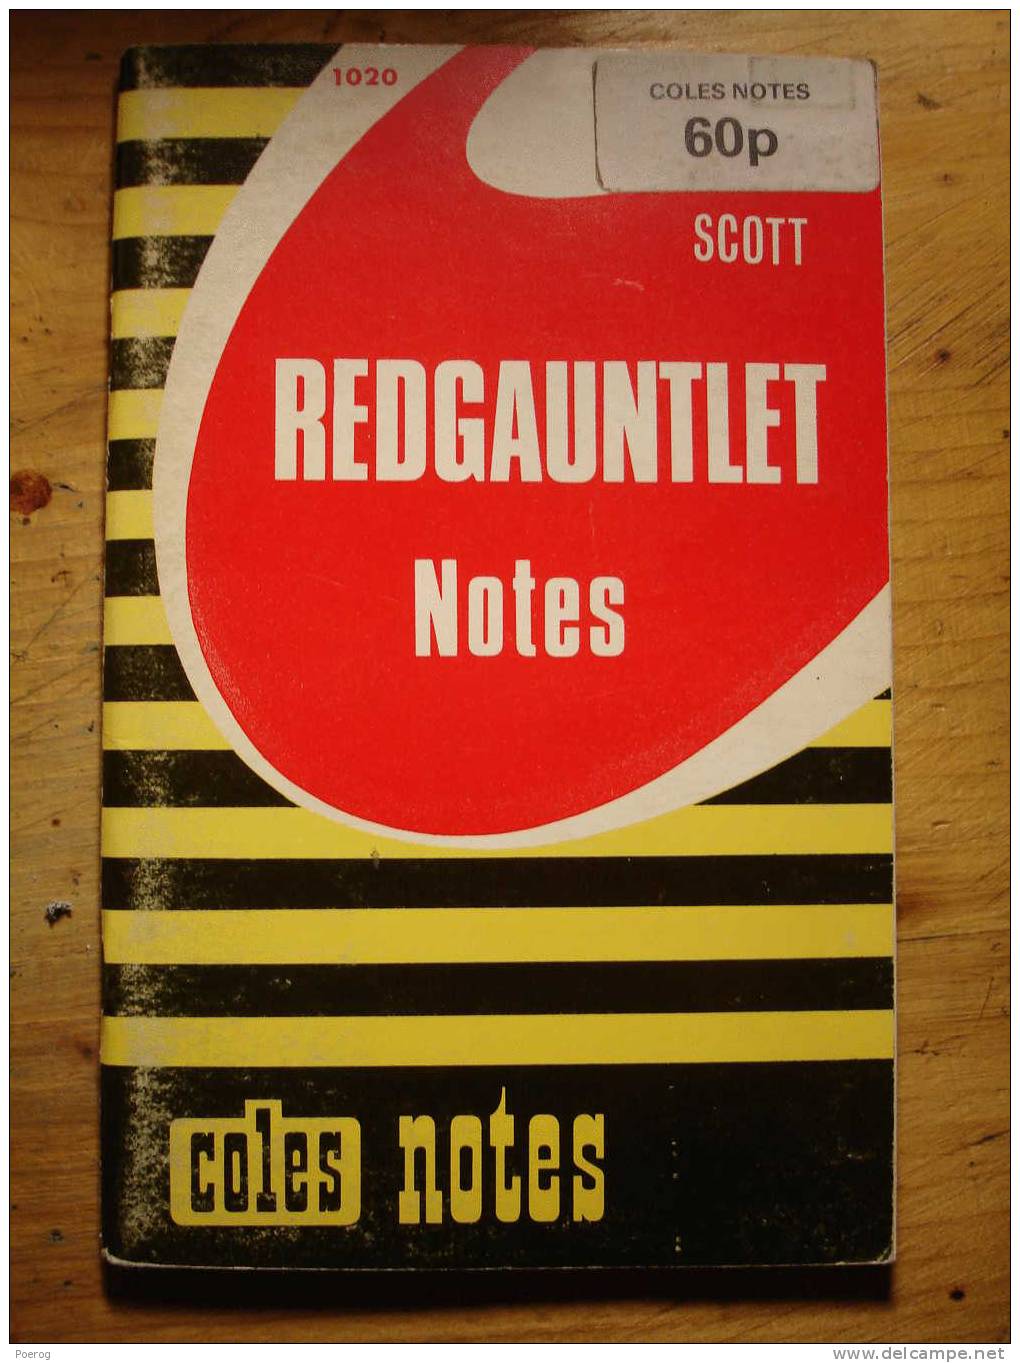 1020
COLES NOTES
60p
SCOTT
REDGAUNTLET
Notes
coles notes
Poerog
www.delcampe.net